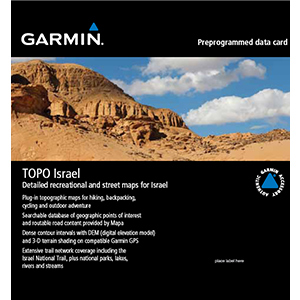 GARMIN.
Preprogrammed data card
TOPO Israel
Detailed recreational and street maps for Israel
Plug-in topographic maps for hiking, backpacking,
cycling and outdoor adventure
Searchable database of geographic points of interest
and routable road content provided by Mapa
Dense contour intervals with DEM (digital elevation model)
and 3-D terrain shading on compatible Garmin GPS
Extensive trail network coverage including the
Israel National Trail, plus national parks, lakes,
rivers and streams
AUTHENTIC GARMIN ACCESSORY
place label here